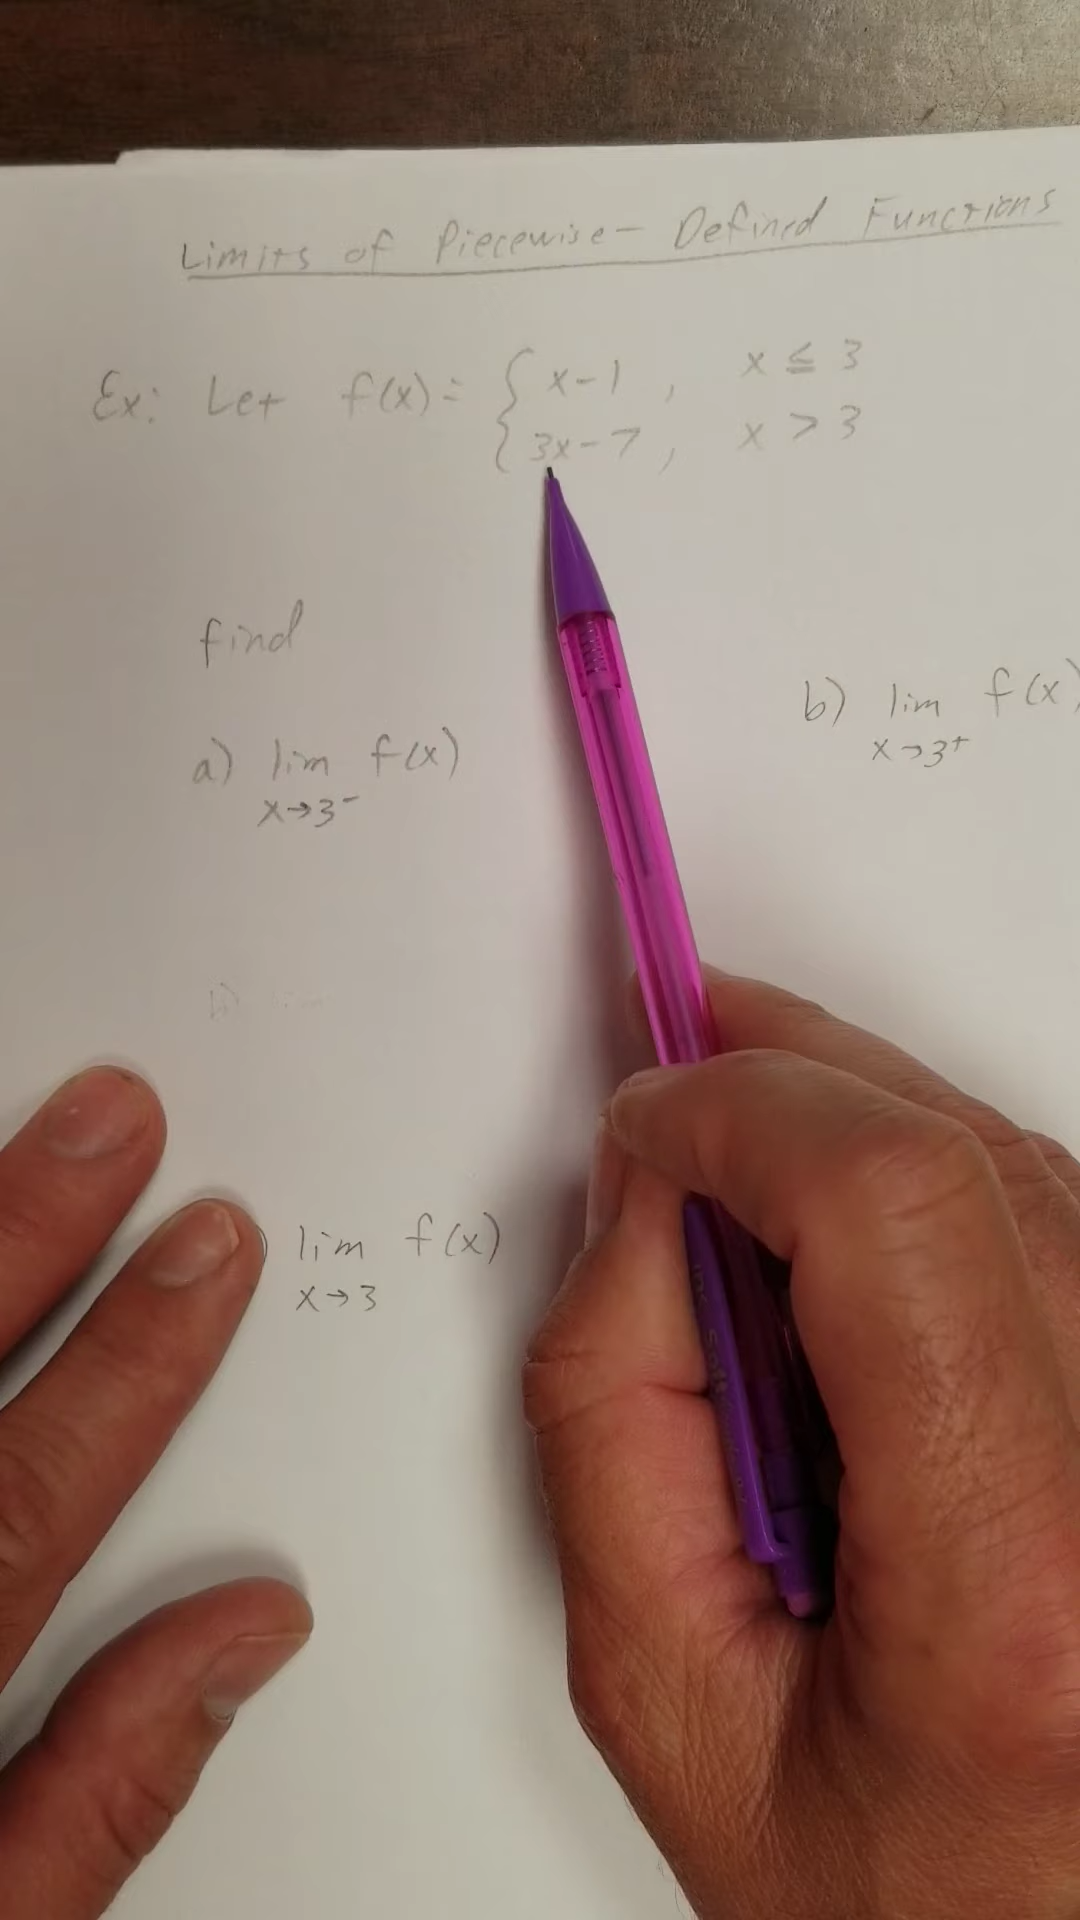 Limits of Piecewise- Defined Functions
Ex: Let f(x) = { x-1 , x ≤ 3
3x-7 , x > 3
find
a) lim f(x)
x→3⁻
b) lim f(x)
x→3⁺
b)
) lim f(x)
x→3